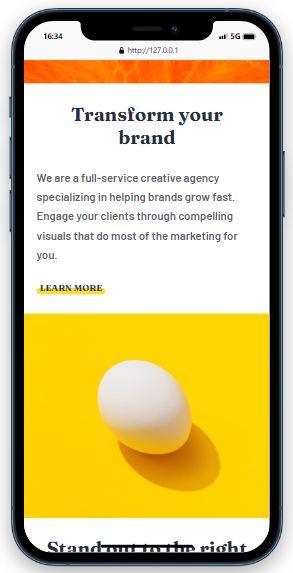 16:34
5G
http://127.0.0.1
Transform your
brand
We are a full-service creative agency
specializing in helping brands grow fast.
Engage your clients through compelling
visuals that do most of the marketing for
you.
LEARN MORE
Stand out to the right